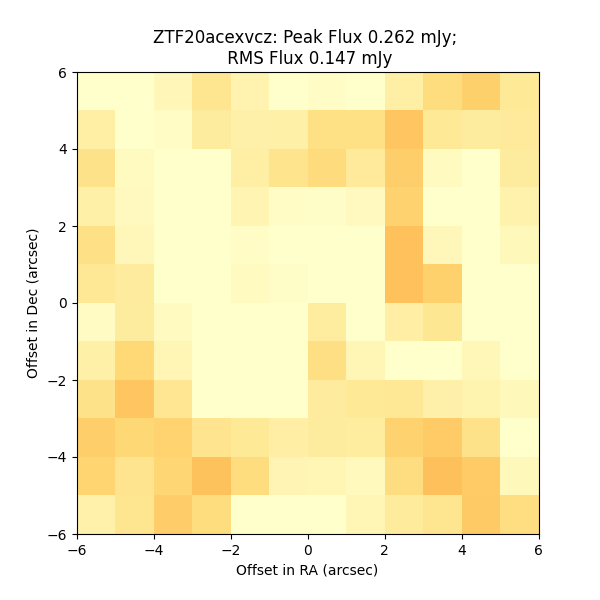 ZTF20acexvcz: Peak Flux 0.262 mJy;
RMS Flux 0.147 mJy
6
4
2
0
−2
−4
−6
Offset in Dec (arcsec)
−6 −4 −2 0 2 4 6
Offset in RA (arcsec)